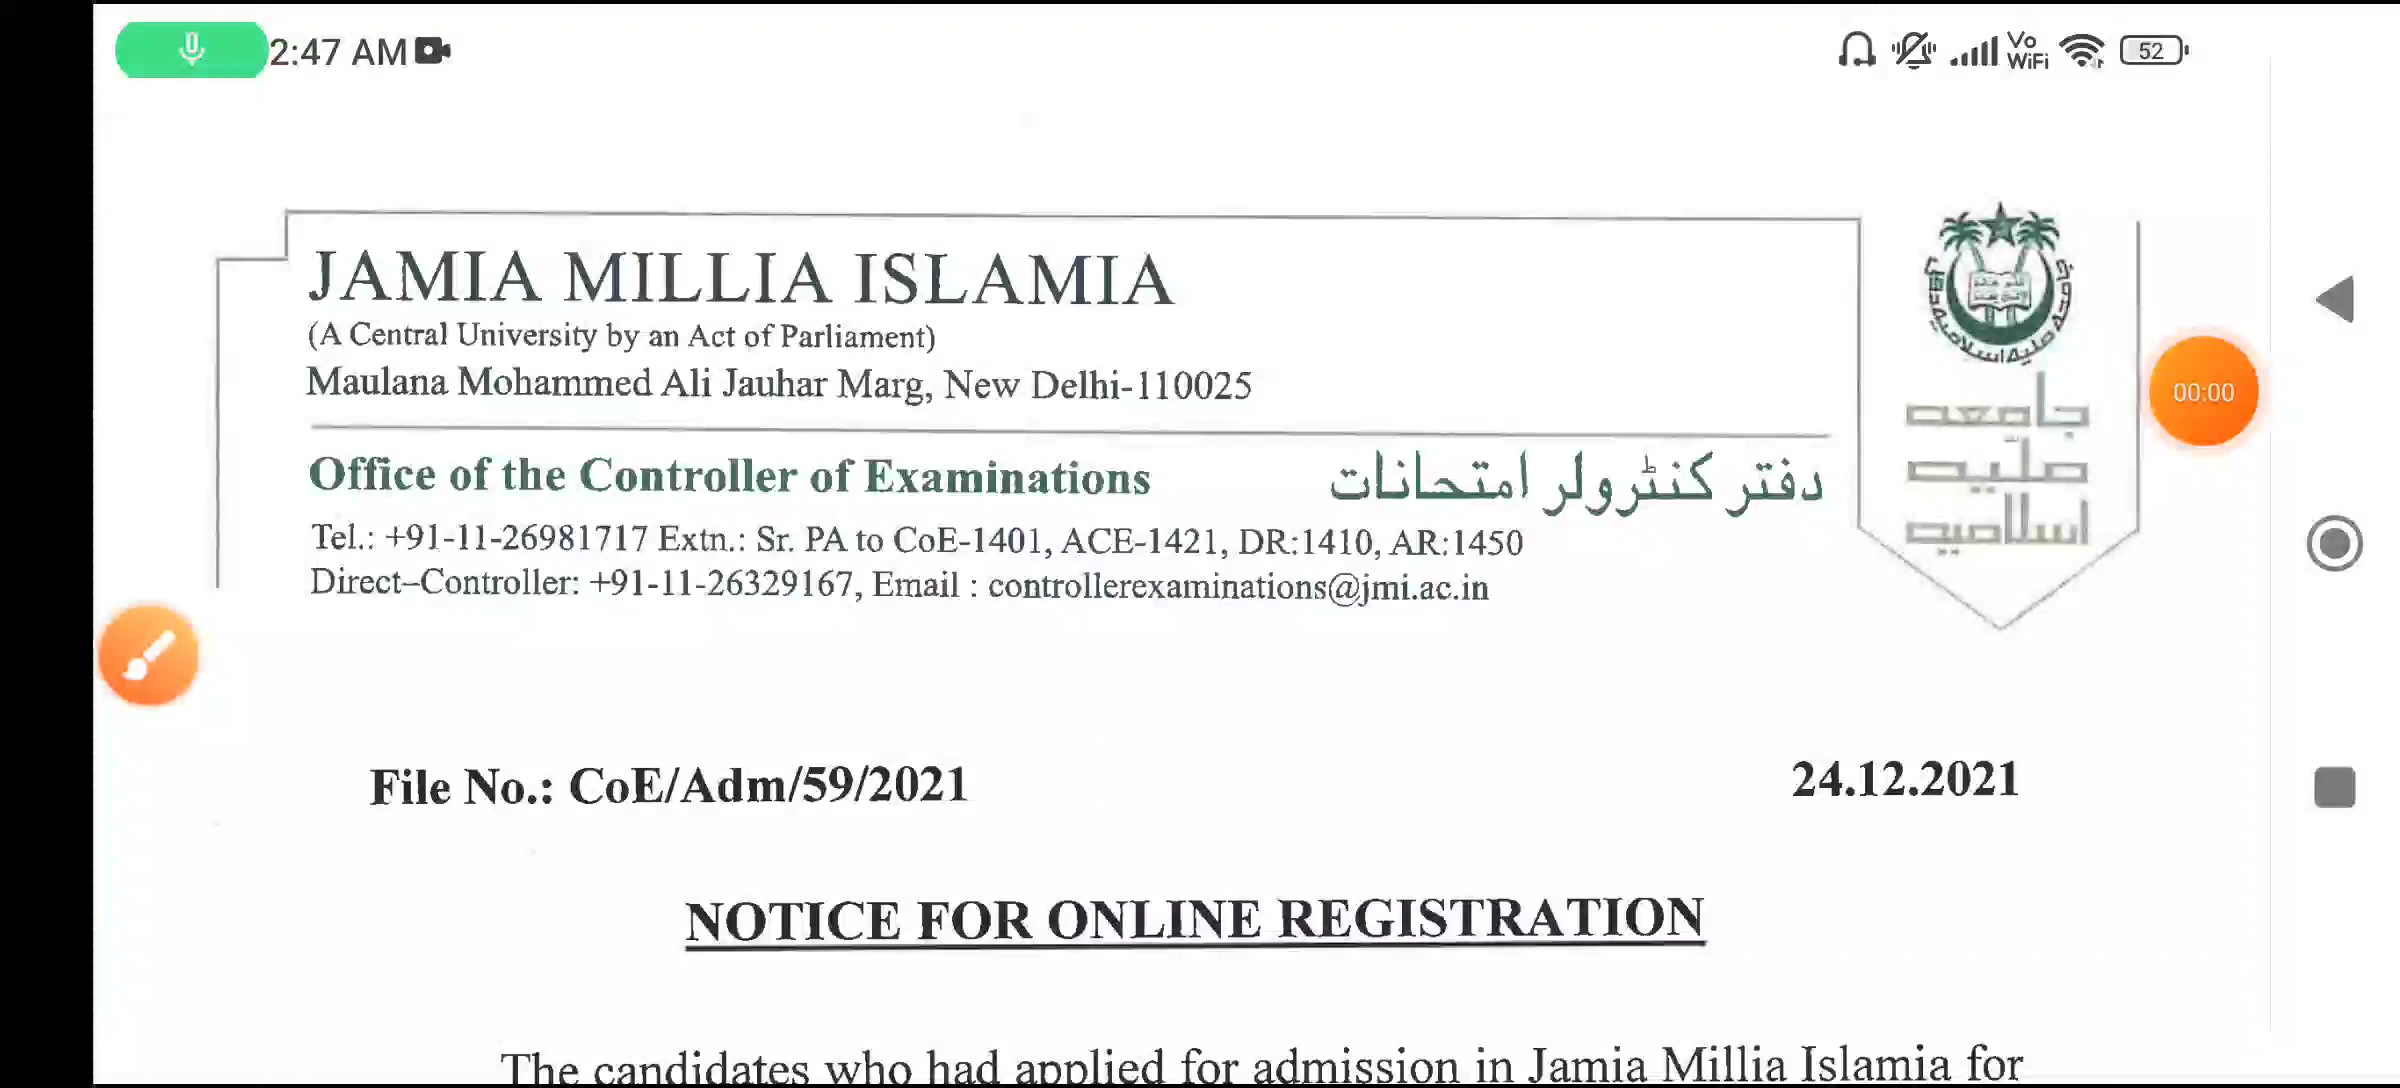 2:47 AM
Vo
WiFi
52
JAMIA MILLIA ISLAMIA
(A Central University by an Act of Parliament)
Maulana Mohammed Ali Jauhar Marg, New Delhi-110025
جامعہ
ملیہ
اسلامیہ
00:00
Office of the Controller of Examinations دفتر کنٹرولر امتحانات
Tel.: +91-11-26981717 Extn.: Sr. PA to CoE-1401, ACE-1421, DR:1410, AR:1450
Direct–Controller: +91-11-26329167, Email : controllerexaminations@jmi.ac.in
File No.: CoE/Adm/59/2021 24.12.2021
NOTICE FOR ONLINE REGISTRATION
The candidates who had applied for admission in Jamia Millia Islamia for